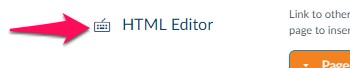 HTML Editor
Link to other
page to inser
Page